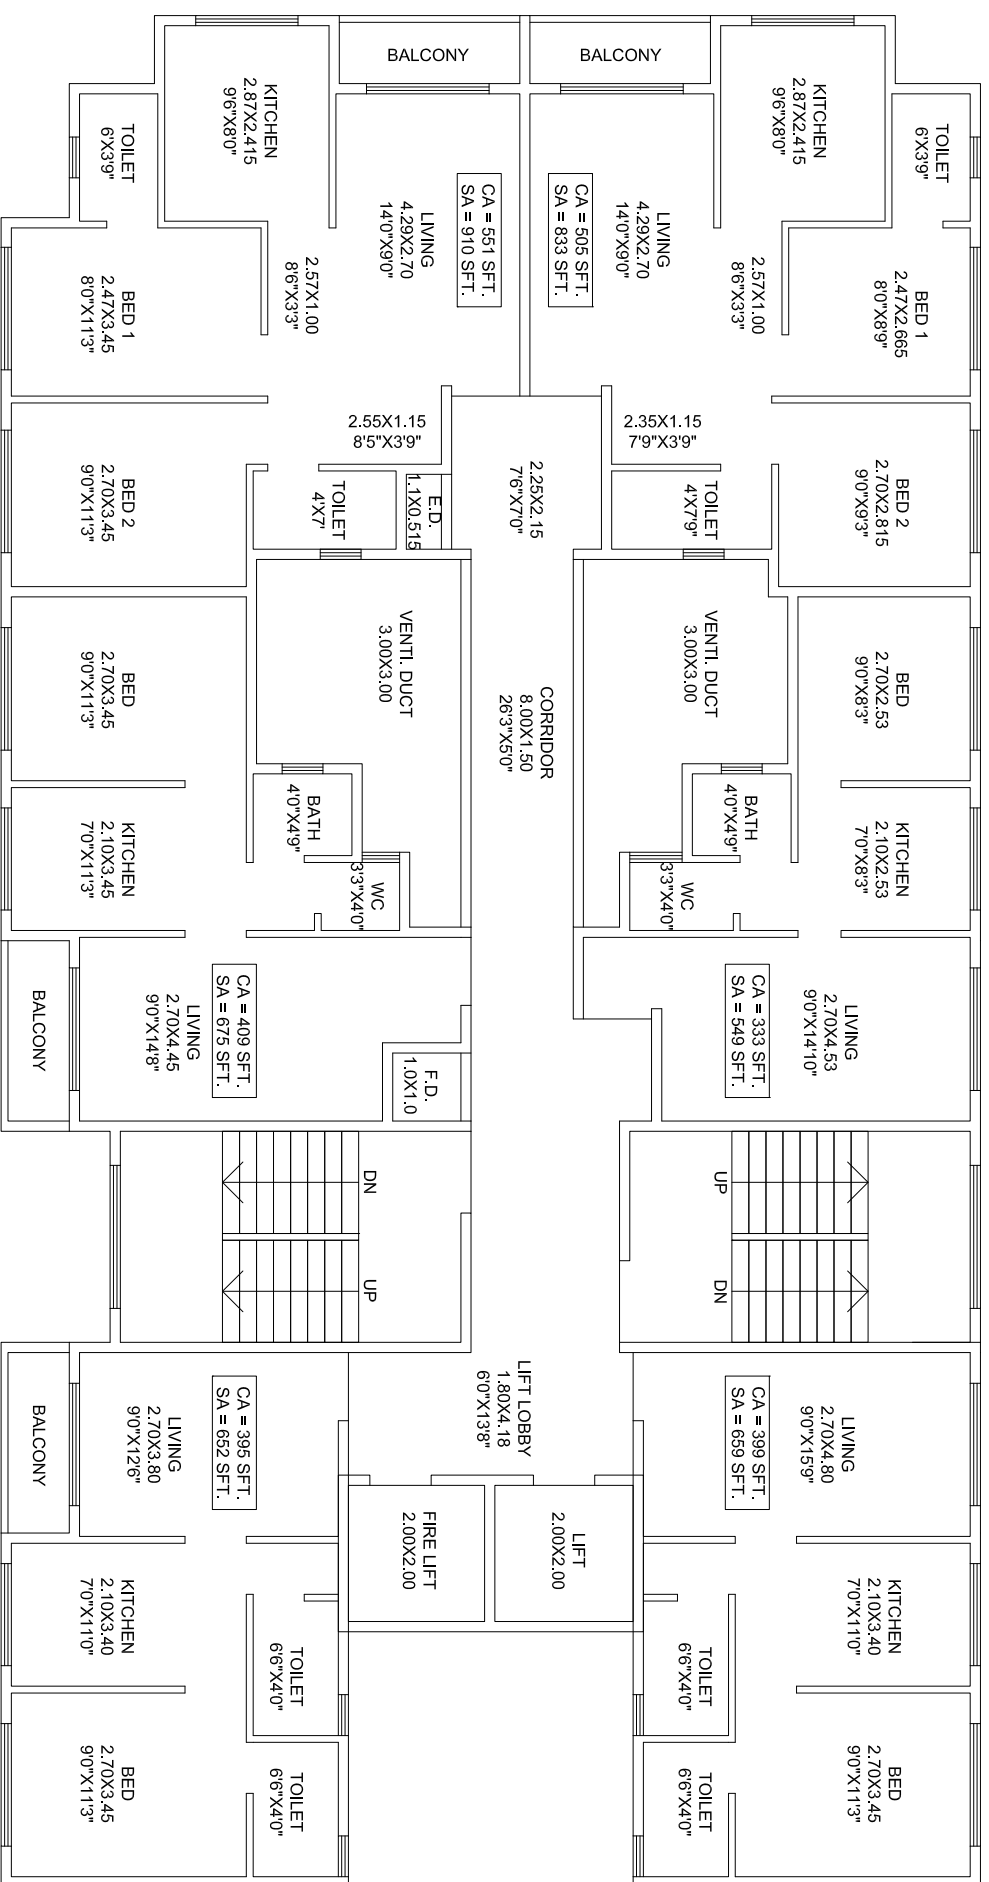 BALCONY
BALCONY
KITCHEN
2.87X2.415
9'6"X8'0"
KITCHEN
2.87X2.415
9'6"X8'0"
TOILET
6'X3'9"
TOILET
6'X3'9"
LIVING
4.29X2.70
14'0"X9'0"
CA = 551 SFT.
SA = 910 SFT.
CA = 505 SFT.
SA = 833 SFT.
LIVING
4.29X2.70
14'0"X9'0"
BED 1
2.47X3.45
8'0"X11'3"
2.57X1.00
8'6"X3'3"
2.57X1.00
8'6"X3'3"
BED 1
2.47X2.665
8'0"X8'9"
2.55X1.15
8'5"X3'9"
2.35X1.15
7'9"X3'9"
BED 2
2.70X3.45
9'0"X11'3"
TOILET
4'X7'
E.D.
1.1X0.515
2.25X2.15
7'6"X7'0"
TOILET
4'X7'9"
BED 2
2.70X2.815
9'0"X9'3"
BED
2.70X3.45
9'0"X11'3"
VENTI. DUCT
3.00X3.00
CORRIDOR
8.00X1.50
26'3"X5'0"
VENTI. DUCT
3.00X3.00
BED
2.70X2.53
9'0"X8'3"
KITCHEN
2.10X3.45
7'0"X11'3"
BATH
4'0"X4'9"
WC
3'3"X4'0"
WC
3'3"X4'0"
BATH
4'0"X4'9"
KITCHEN
2.10X2.53
7'0"X8'3"
BALCONY
LIVING
2.70X4.45
9'0"X14'8"
CA = 409 SFT.
SA = 675 SFT.
F.D.
1.0X1.0
CA = 333 SFT.
SA = 549 SFT.
LIVING
2.70X4.53
9'0"X14'10"
DN
UP
UP
DN
BALCONY
LIVING
2.70X3.80
9'0"X12'6"
CA = 395 SFT.
SA = 652 SFT.
LIFT LOBBY
1.80X4.18
6'0"X13'8"
CA = 399 SFT.
SA = 659 SFT.
LIVING
2.70X4.80
9'0"X15'9"
FIRE LIFT
2.00X2.00
LIFT
2.00X2.00
KITCHEN
2.10X3.40
7'0"X11'0"
TOILET
6'6"X4'0"
TOILET
6'6"X4'0"
KITCHEN
2.10X3.40
7'0"X11'0"
BED
2.70X3.45
9'0"X11'3"
TOILET
6'6"X4'0"
TOILET
6'6"X4'0"
BED
2.70X3.45
9'0"X11'3"